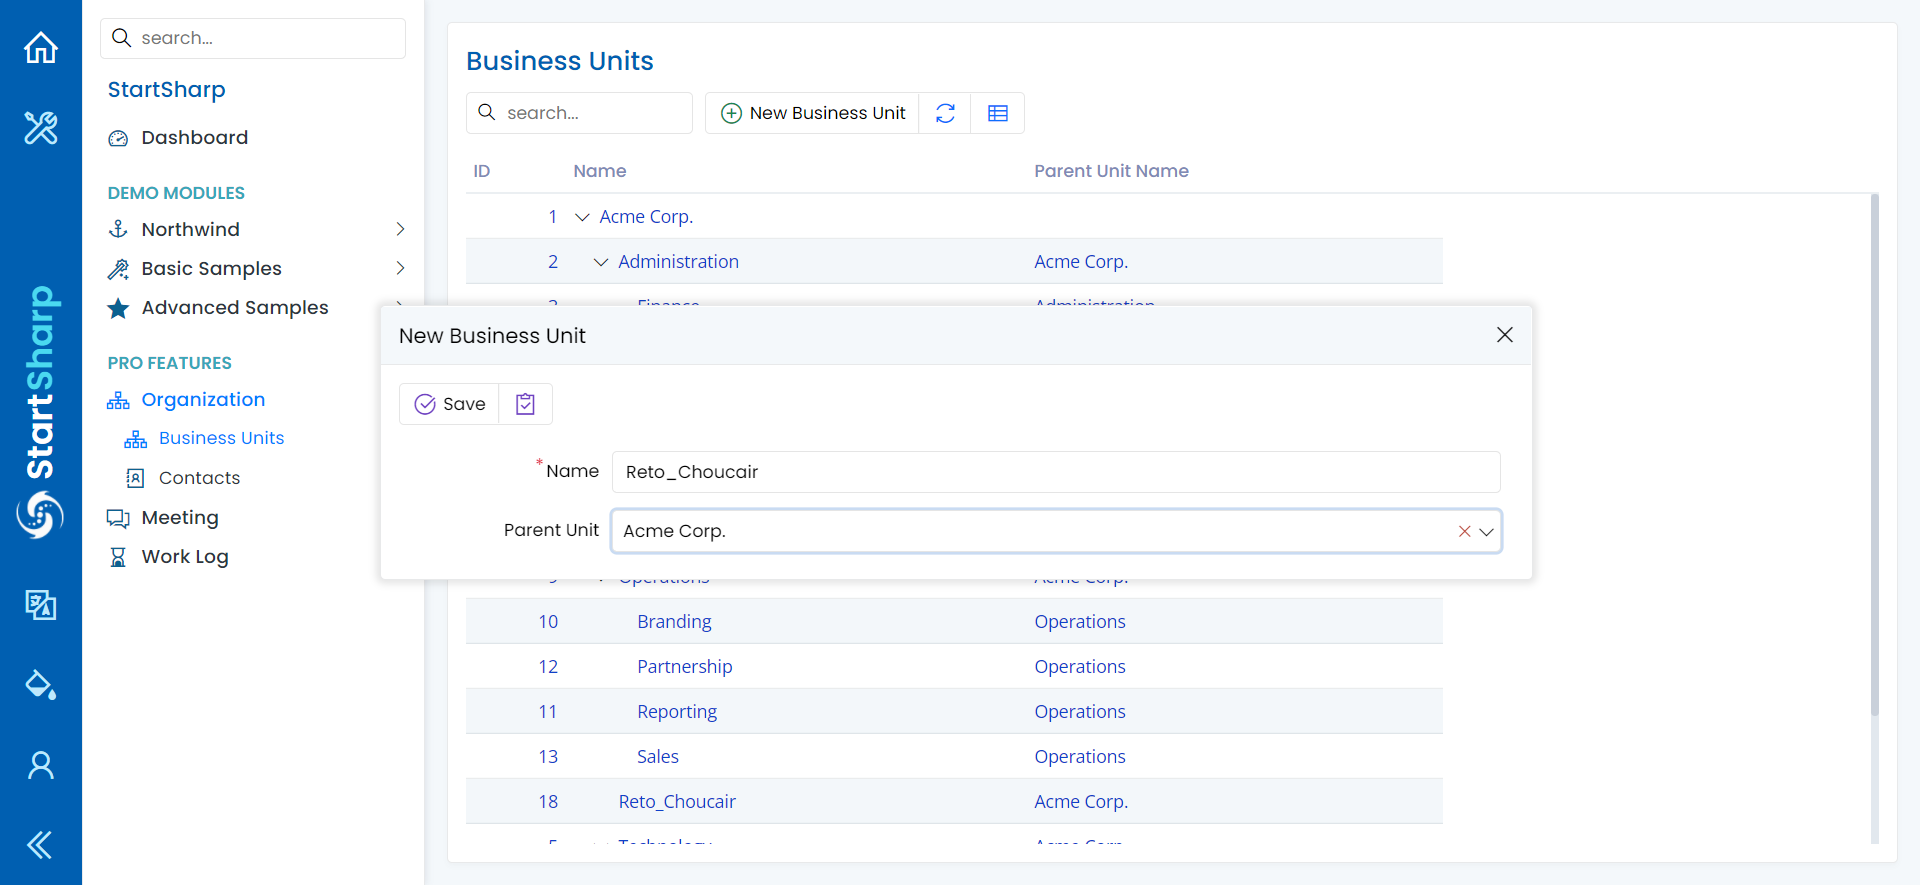 search...
StartSharp
Dashboard
DEMO MODULES
Northwind
Basic Samples
Advanced Samples
PRO FEATURES
Organization
Business Units
Contacts
Meeting
Work Log
StartSharp
Business Units
search...
New Business Unit
ID Name Parent Unit Name
1 Acme Corp.
2 Administration Acme Corp.
3 Finance Administration
New Business Unit
Save
* Name Reto_Choucair
Parent Unit Acme Corp.
9 Operations Acme Corp.
10 Branding Operations
12 Partnership Operations
11 Reporting Operations
13 Sales Operations
18 Reto_Choucair Acme Corp.
5 Technology Acme Corp.